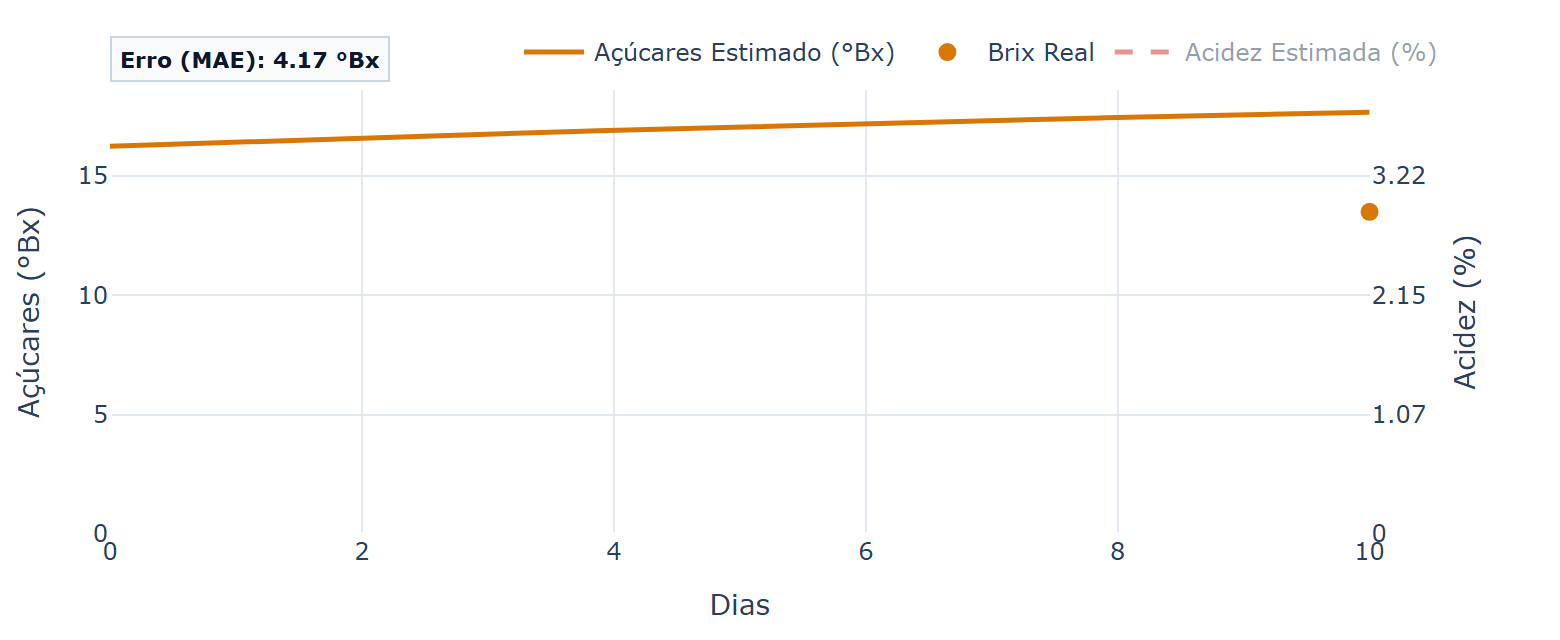 Erro (MAE): 4.17 ºBx
Açúcares Estimado (°Bx)
Brix Real
Acidez Estimada (%)
Açúcares (°Bx)
15
10
5
0
3.22
2.15
1.07
0
Acidez (%)
0
2
4
6
8
10
Dias